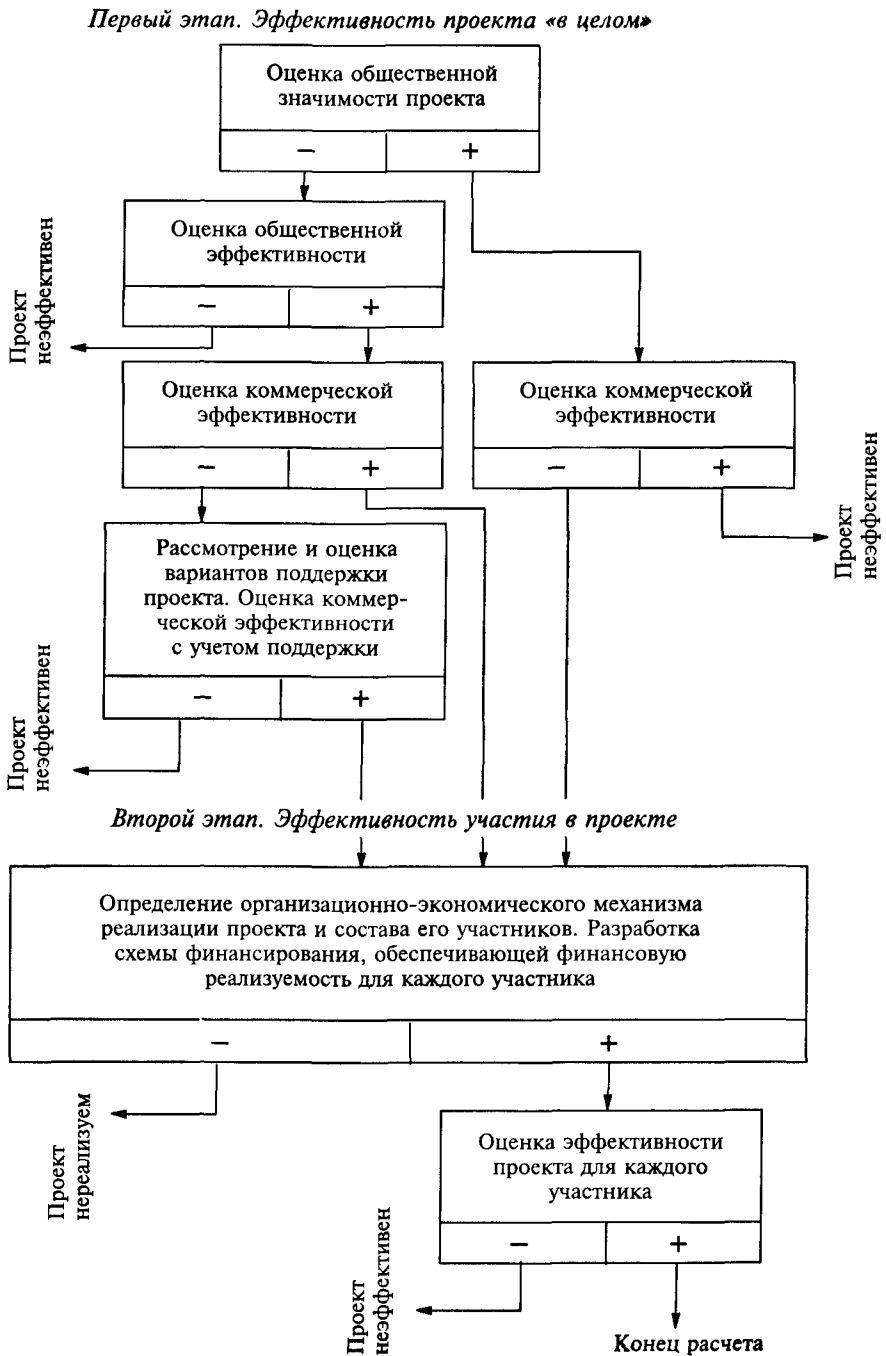 Первый этап. Эффективность проекта «в целом»
Оценка общественной
значимости проекта
− +
Оценка общественной
эффективности
− +
Проект
неэффективен
Оценка коммерческой
эффективности
− +
Оценка коммерческой
эффективности
− +
Проект
неэффективен
Рассмотрение и оценка
вариантов поддержки
проекта. Оценка коммер-
ческой эффективности
с учетом поддержки
− +
Проект
неэффективен
Второй этап. Эффективность участия в проекте
Определение организационно-экономического механизма
реализации проекта и состава его участников. Разработка
схемы финансирования, обеспечивающей финансовую
реализуемость для каждого участника
− +
Проект
нереализуем
Оценка эффективности
проекта для каждого
участника
− +
Проект
неэффективен
Конец расчета